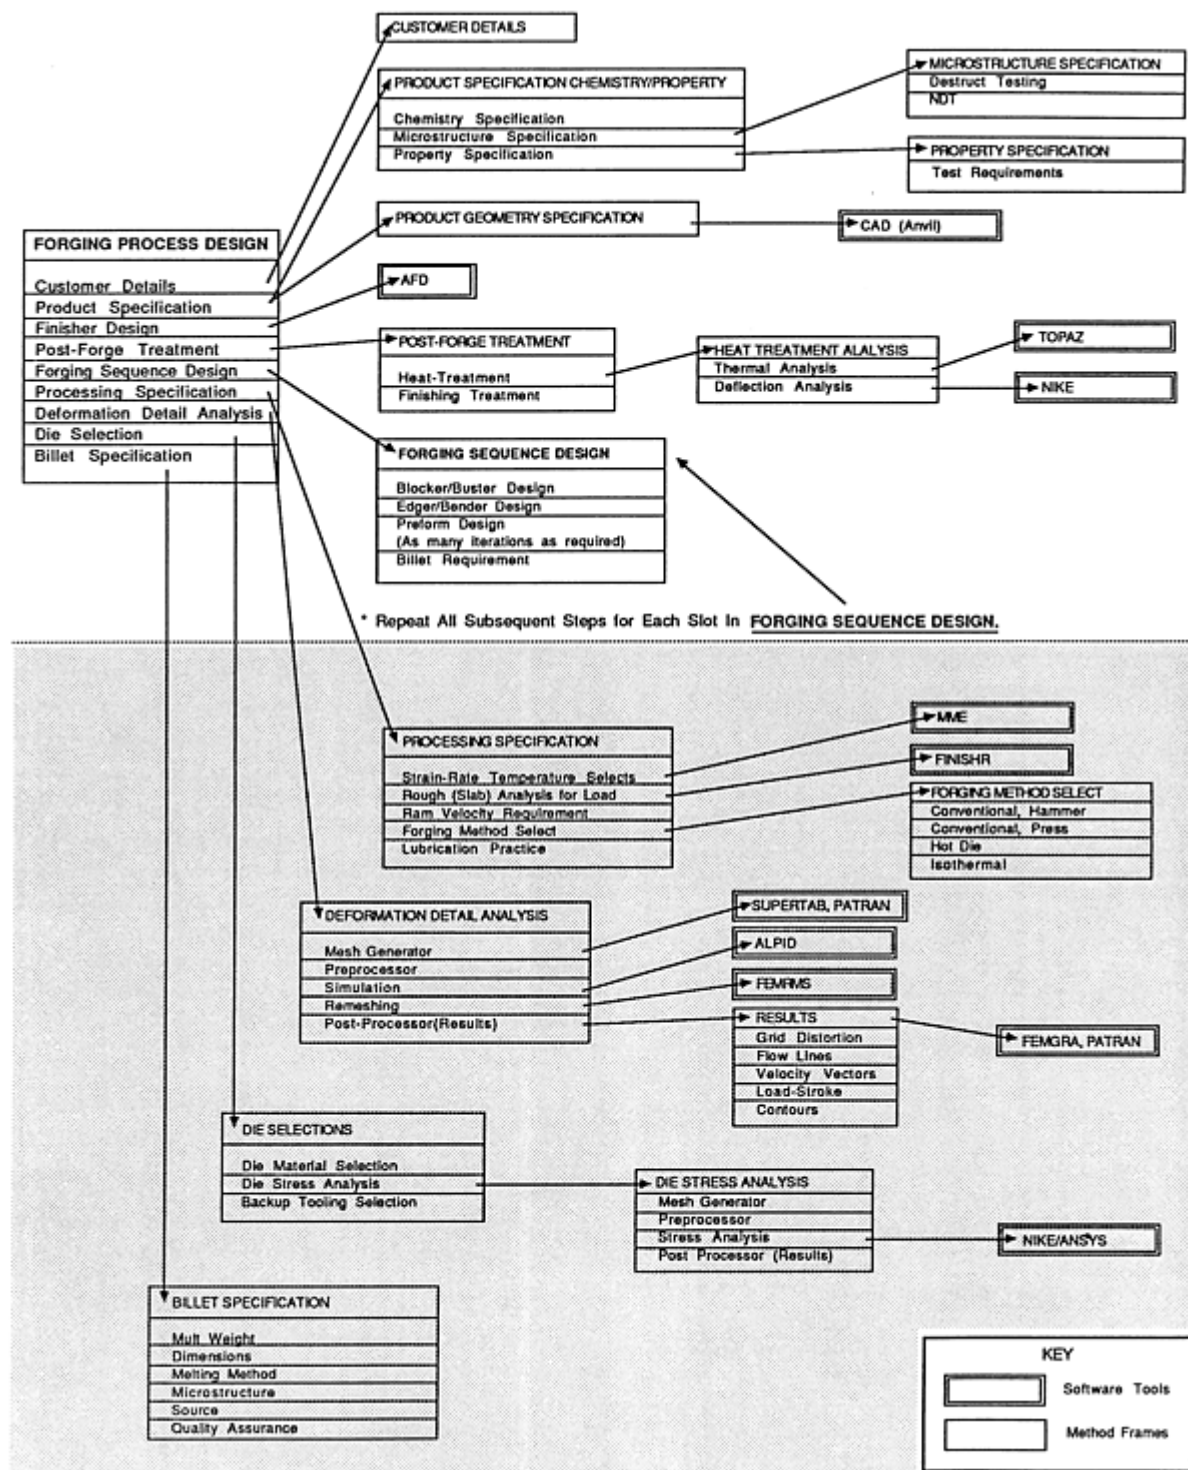 CUSTOMER DETAILS
PRODUCT SPECIFICATION CHEMISTRY/PROPERTY
Chemistry Specification
Microstructure Specification
Property Specification
MICROSTRUCTURE SPECIFICATION
Destruct Testing
NDT
PROPERTY SPECIFICATION
Test Requirements
PRODUCT GEOMETRY SPECIFICATION
CAD (Anvil)
FORGING PROCESS DESIGN
Customer Details
Product Specification
Finisher Design
Post-Forge Treatment
Forging Sequence Design
Processing Specification
Deformation Detail Analysis
Die Selection
Billet Specification
AFD
POST-FORGE TREATMENT
Heat-Treatment
Finishing Treatment
HEAT TREATMENT ALALYSIS
Thermal Analysis
Deflection Analysis
TOPAZ
NIKE
FORGING SEQUENCE DESIGN
Blocker/Buster Design
Edger/Bender Design
Preform Design
(As many iterations as required)
Billet Requirement
* Repeat All Subsequent Steps for Each Slot In FORGING SEQUENCE DESIGN.
PROCESSING SPECIFICATION
Strain-Rate Temperature Selects
Rough (Slab) Analysis for Load
Ram Velocity Requirement
Forging Method Select
Lubrication Practice
MME
FINISHR
FORGING METHOD SELECT
Conventional, Hammer
Conventional, Press
Hot Die
Isothermal
DEFORMATION DETAIL ANALYSIS
Mesh Generator
Preprocessor
Simulation
Remeshing
Post-Processor(Results)
SUPERTAB, PATRAN
ALPID
FEMRMS
RESULTS
Grid Distortion
Flow Lines
Velocity Vectors
Load-Stroke
Contours
FEMGRA, PATRAN
DIE SELECTIONS
Die Material Selection
Die Stress Analysis
Backup Tooling Selection
DIE STRESS ANALYSIS
Mesh Generator
Preprocessor
Stress Analysis
Post Processor (Results)
NIKE/ANSYS
BILLET SPECIFICATION
Mult Weight
Dimensions
Melting Method
Microstructure
Source
Quality Assurance
KEY
Software Tools
Method Frames